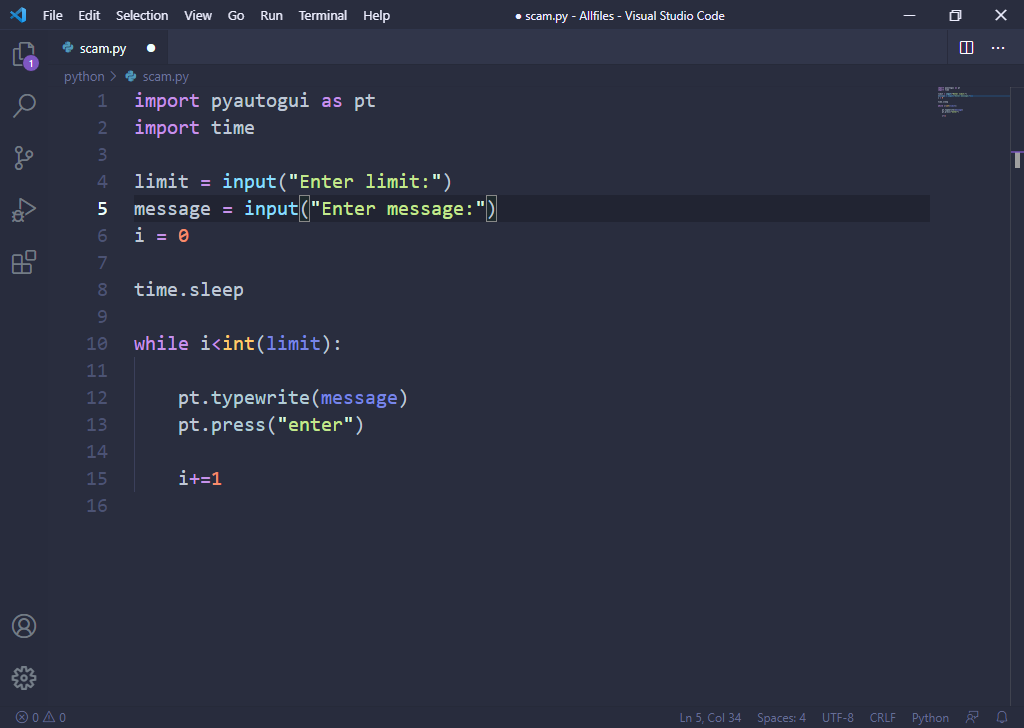 File Edit Selection View Go Run Terminal Help ● scam.py - Allfiles - Visual Studio Code
scam.py ●
python > scam.py
1 import pyautogui as pt
2 import time
3
4 limit = input("Enter limit:")
5 message = input("Enter message:")
6 i = 0
7
8 time.sleep
9
10 while i<int(limit):
11
12 pt.typewrite(message)
13 pt.press("enter")
14
15 i+=1
16
1
0 0 Ln 5, Col 34 Spaces: 4 UTF-8 CRLF Python